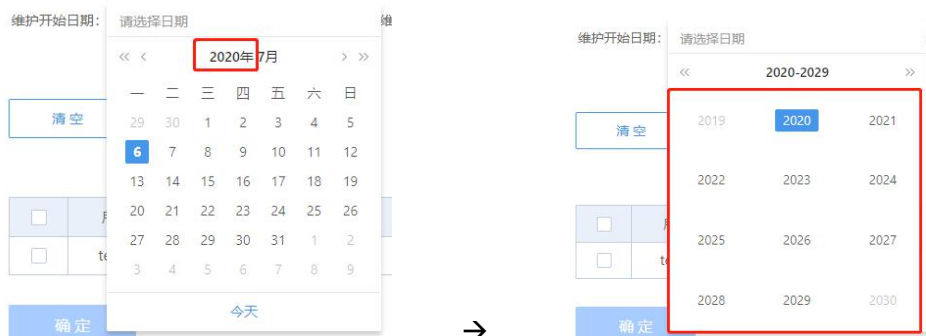 维护开始日期:
请选择日期
维
« ‹ 2020年 7月 › »
一 二 三 四 五 六 日
29 30 1 2 3 4 5
清 空
6 7 8 9 10 11 12
13 14 15 16 17 18 19
20 21 22 23 24 25 26
27 28 29 30 31 1 2
te
3 4 5 6 7 8 9
今天
确 定
→
维护开始日期:
请选择日期
« 2020-2029 »
2019 2020 2021
清 空
2022 2023 2024
2025 2026 2027
te
2028 2029 2030
确 定